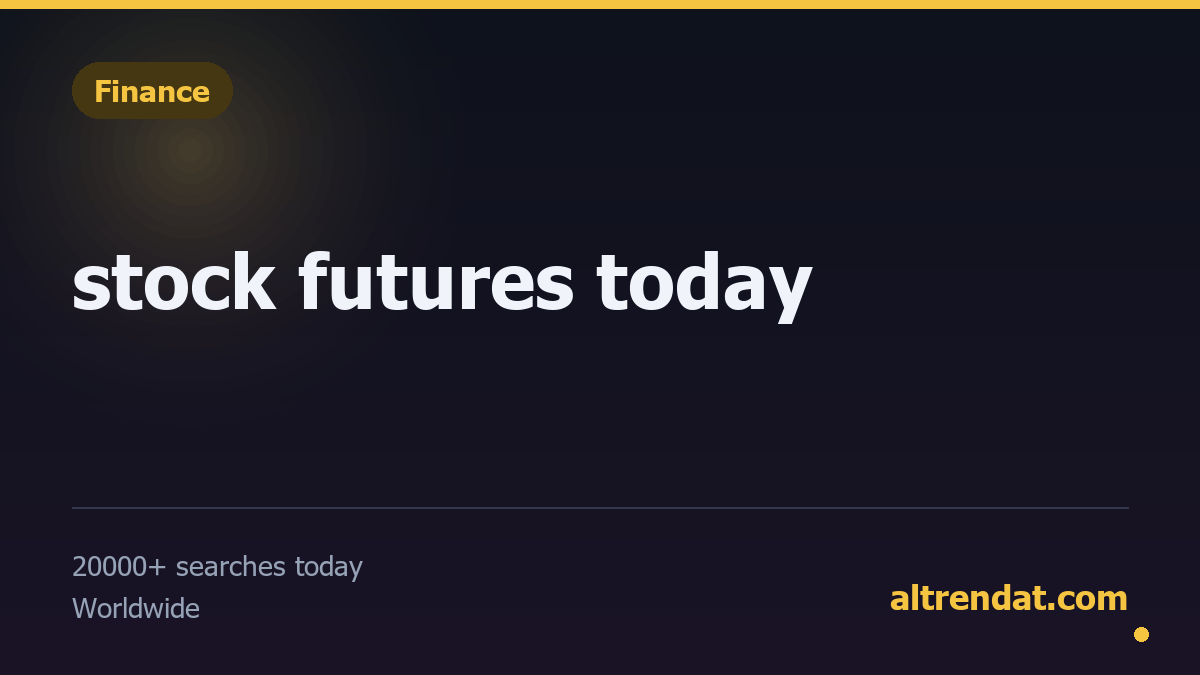 Finance
stock futures today
20000+ searches today
Worldwide
altrendat.com